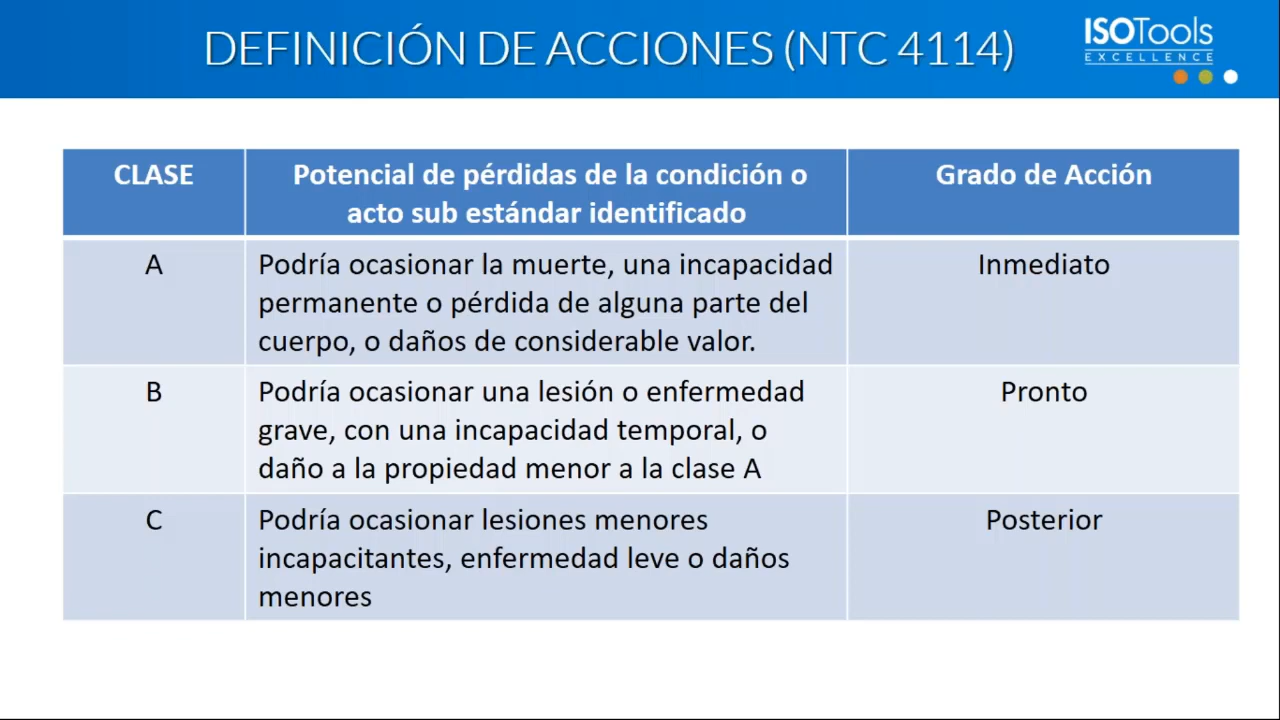 DEFINICIÓN DE ACCIONES (NTC 4114)
ISOTools
EXCELLENCE
CLASE
Potencial de pérdidas de la condición o
acto sub estándar identificado
Grado de Acción
A
Podría ocasionar la muerte, una incapacidad
permanente o pérdida de alguna parte del
cuerpo, o daños de considerable valor.
Inmediato
B
Podría ocasionar una lesión o enfermedad
grave, con una incapacidad temporal, o
daño a la propiedad menor a la clase A
Pronto
C
Podría ocasionar lesiones menores
incapacitantes, enfermedad leve o daños
menores
Posterior